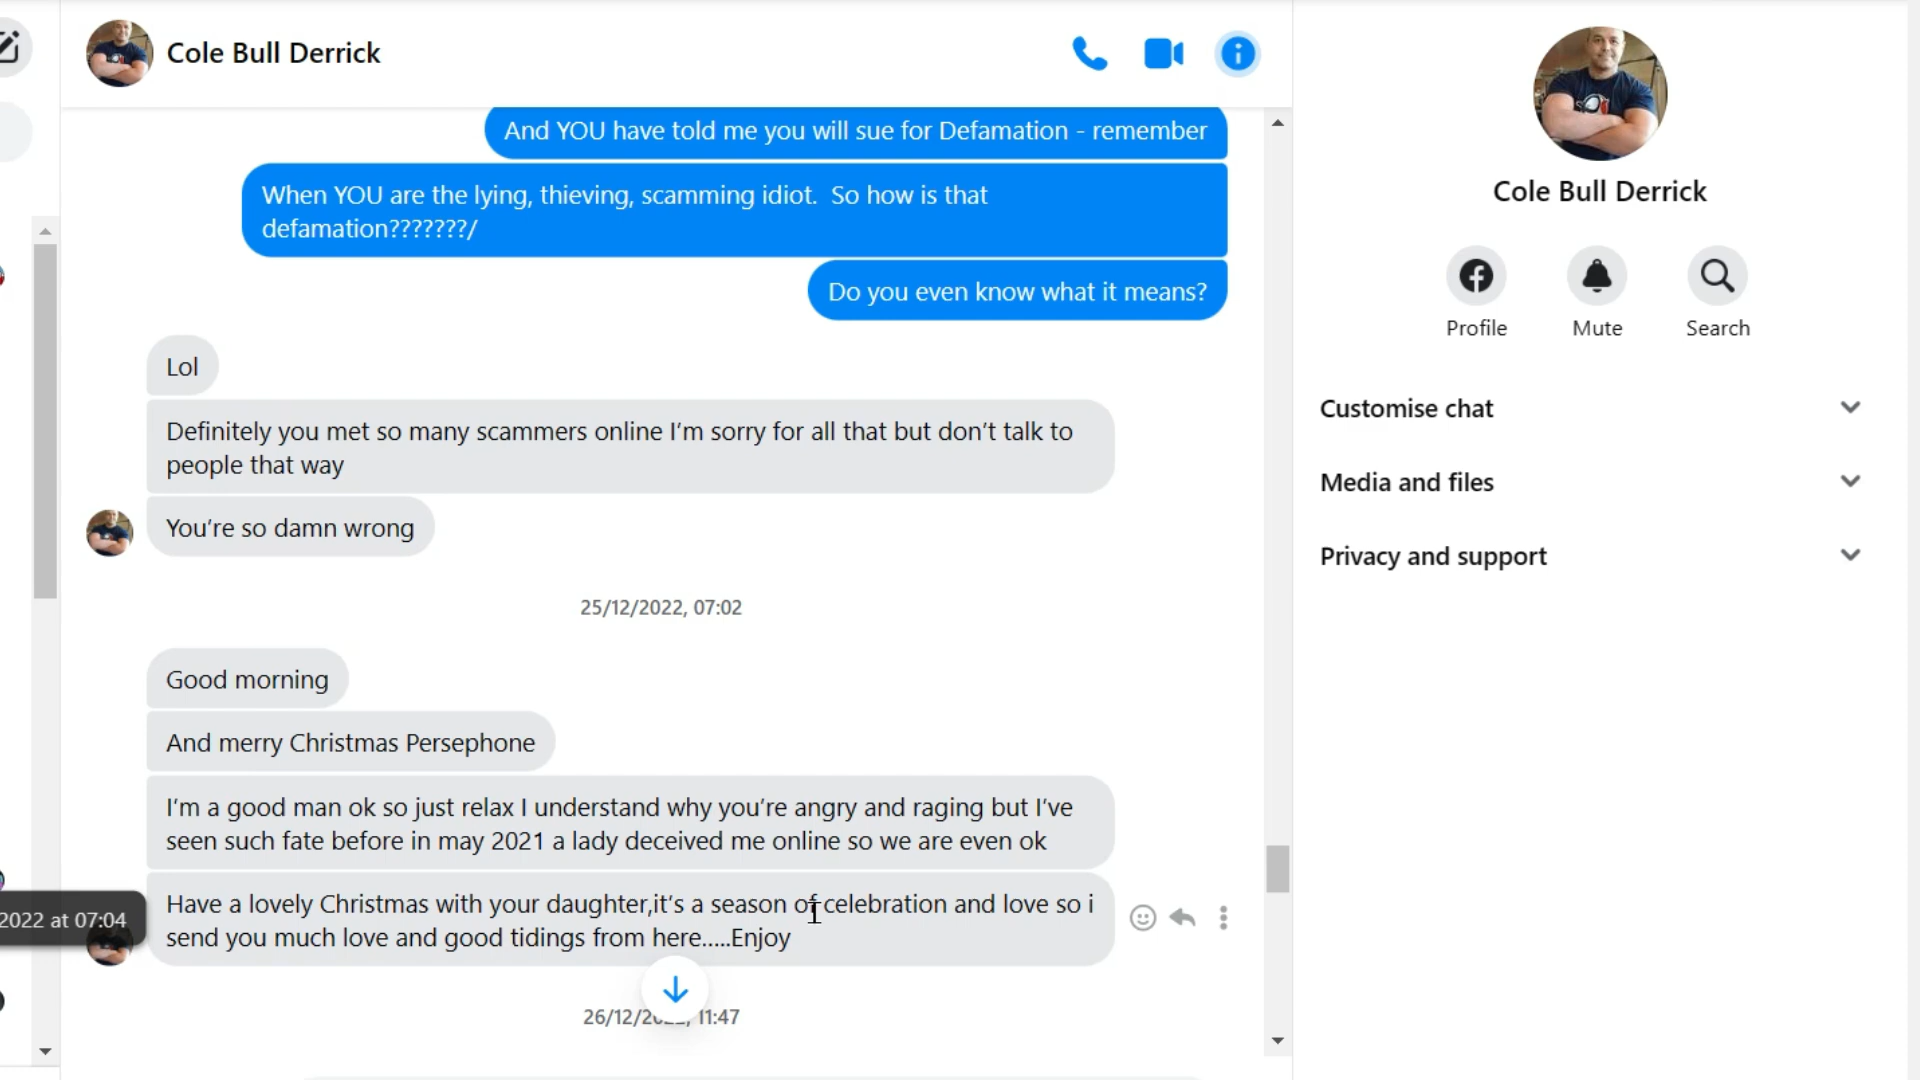 Cole Bull Derrick
And YOU have told me you will sue for Defamation - remember
When YOU are the lying, thieving, scamming idiot.  So how is that
defamation???????/
Do you even know what it means?
Lol
Definitely you met so many scammers online I’m sorry for all that but don’t talk to
people that way
You’re so damn wrong
25/12/2022, 07:02
Good morning
And merry Christmas Persephone
I’m a good man ok so just relax I understand why you’re angry and raging but I’ve
seen such fate before in may 2021 a lady deceived me online so we are even ok
2022 at 07:04
Have a lovely Christmas with your daughter,it’s a season of celebration and love so i
send you much love and good tidings from here.....Enjoy
26/12/2022, 11:47
Cole Bull Derrick
Profile
Mute
Search
Customise chat
Media and files
Privacy and support